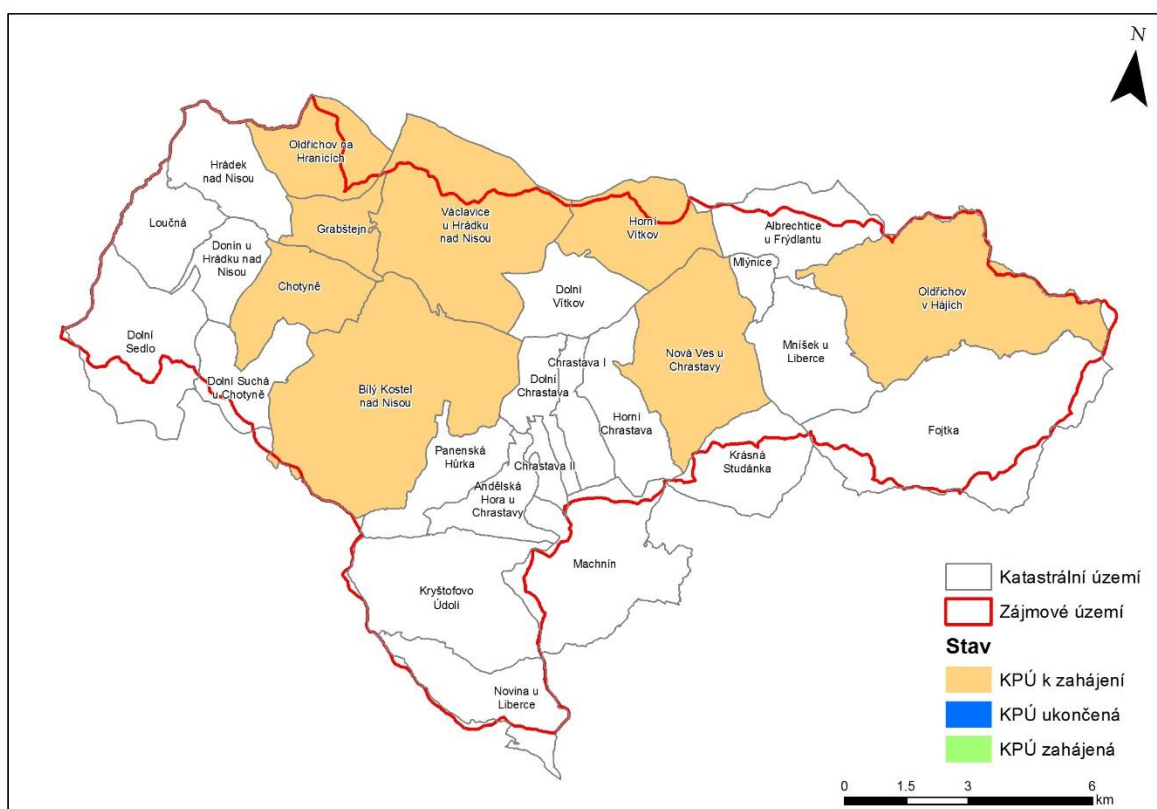 N
Oldřichov na
Hranicích
Hrádek
nad Nisou
Loučná
Grabštejn
Václavice
u Hrádku
nad Nisou
Horní
Vítkov
Albrechtice
u Frýdlantu
Donín u
Hrádku nad
Nisou
Mlýnice
Chotyně
Dolní
Vítkov
Oldřichov
v Hájích
Dolní
Sedlo
Mníšek u
Liberce
Nová Ves u
Chrastavy
Chrastava I
Dolní
Chrastava
Dolní Suchá
u Chotyně
Bílý Kostel
nad Nisou
Horní
Chrastava
Fojtka
Panenská
Hůrka
Krásná
Studánka
Chrastava II
Andělská
Hora u
Chrastavy
Machnín
Kryštofovo
Údolí
Novina u
Liberce
Katastrální území
Zájmové území
Stav
KPÚ k zahájení
KPÚ ukončená
KPÚ zahájená
0 1.5 3 6
km